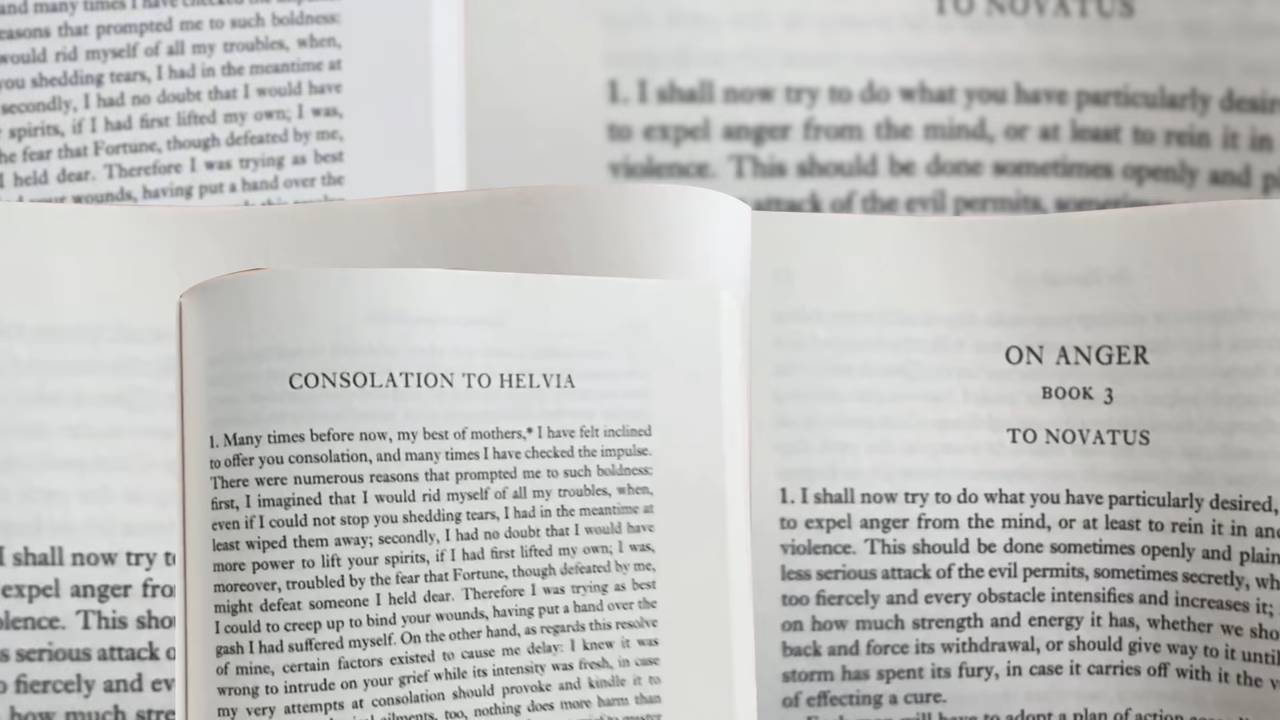 and many times I have checked the
easons that prompted me to such boldness:
would rid myself of all my troubles, when,
you shedding tears, I had in the meantime at
secondly, I had no doubt that I would have
spirits, if I had first lifted my own; I was,
he fear that Fortune, though defeated by me,
I held dear. Therefore I was trying as best
wounds, having put a hand over the
TO NOVATUS
1. I shall now try to do what you have particularly desir
to expel anger from the mind, or at least to rein it in
violence. This should be done sometimes openly and pl
attack of the evil permits, sometimes
I shall now try to
expel anger fro
olence. This sho
s serious attack o
o fiercely and ev
how much stre
CONSOLATION TO HELVIA
1. Many times before now, my best of mothers,* I have felt inclined
to offer you consolation, and many times I have checked the impulse.
There were numerous reasons that prompted me to such boldness:
first, I imagined that I would rid myself of all my troubles, when,
even if I could not stop you shedding tears, I had in the meantime at
least wiped them away; secondly, I had no doubt that I would have
more power to lift your spirits, if I had first lifted my own; I was,
moreover, troubled by the fear that Fortune, though defeated by me,
might defeat someone I held dear. Therefore I was trying as best
I could to creep up to bind your wounds, having put a hand over the
gash I had suffered myself. On the other hand, as regards this resolve
of mine, certain factors existed to cause me delay: I knew it was
wrong to intrude on your grief while its intensity was fresh, in case
my very attempts at consolation should provoke and kindle it to
ailments, too, nothing does more harm than
ON ANGER
BOOK 3
TO NOVATUS
1. I shall now try to do what you have particularly desired,
to expel anger from the mind, or at least to rein it in and
violence. This should be done sometimes openly and plain
less serious attack of the evil permits, sometimes secretly, wh
too fiercely and every obstacle intensifies and increases it;
on how much strength and energy it has, whether we sho
back and force its withdrawal, or should give way to it until
storm has spent its fury, in case it carries off with it the v
of effecting a cure.
will have to adopt a plan of action